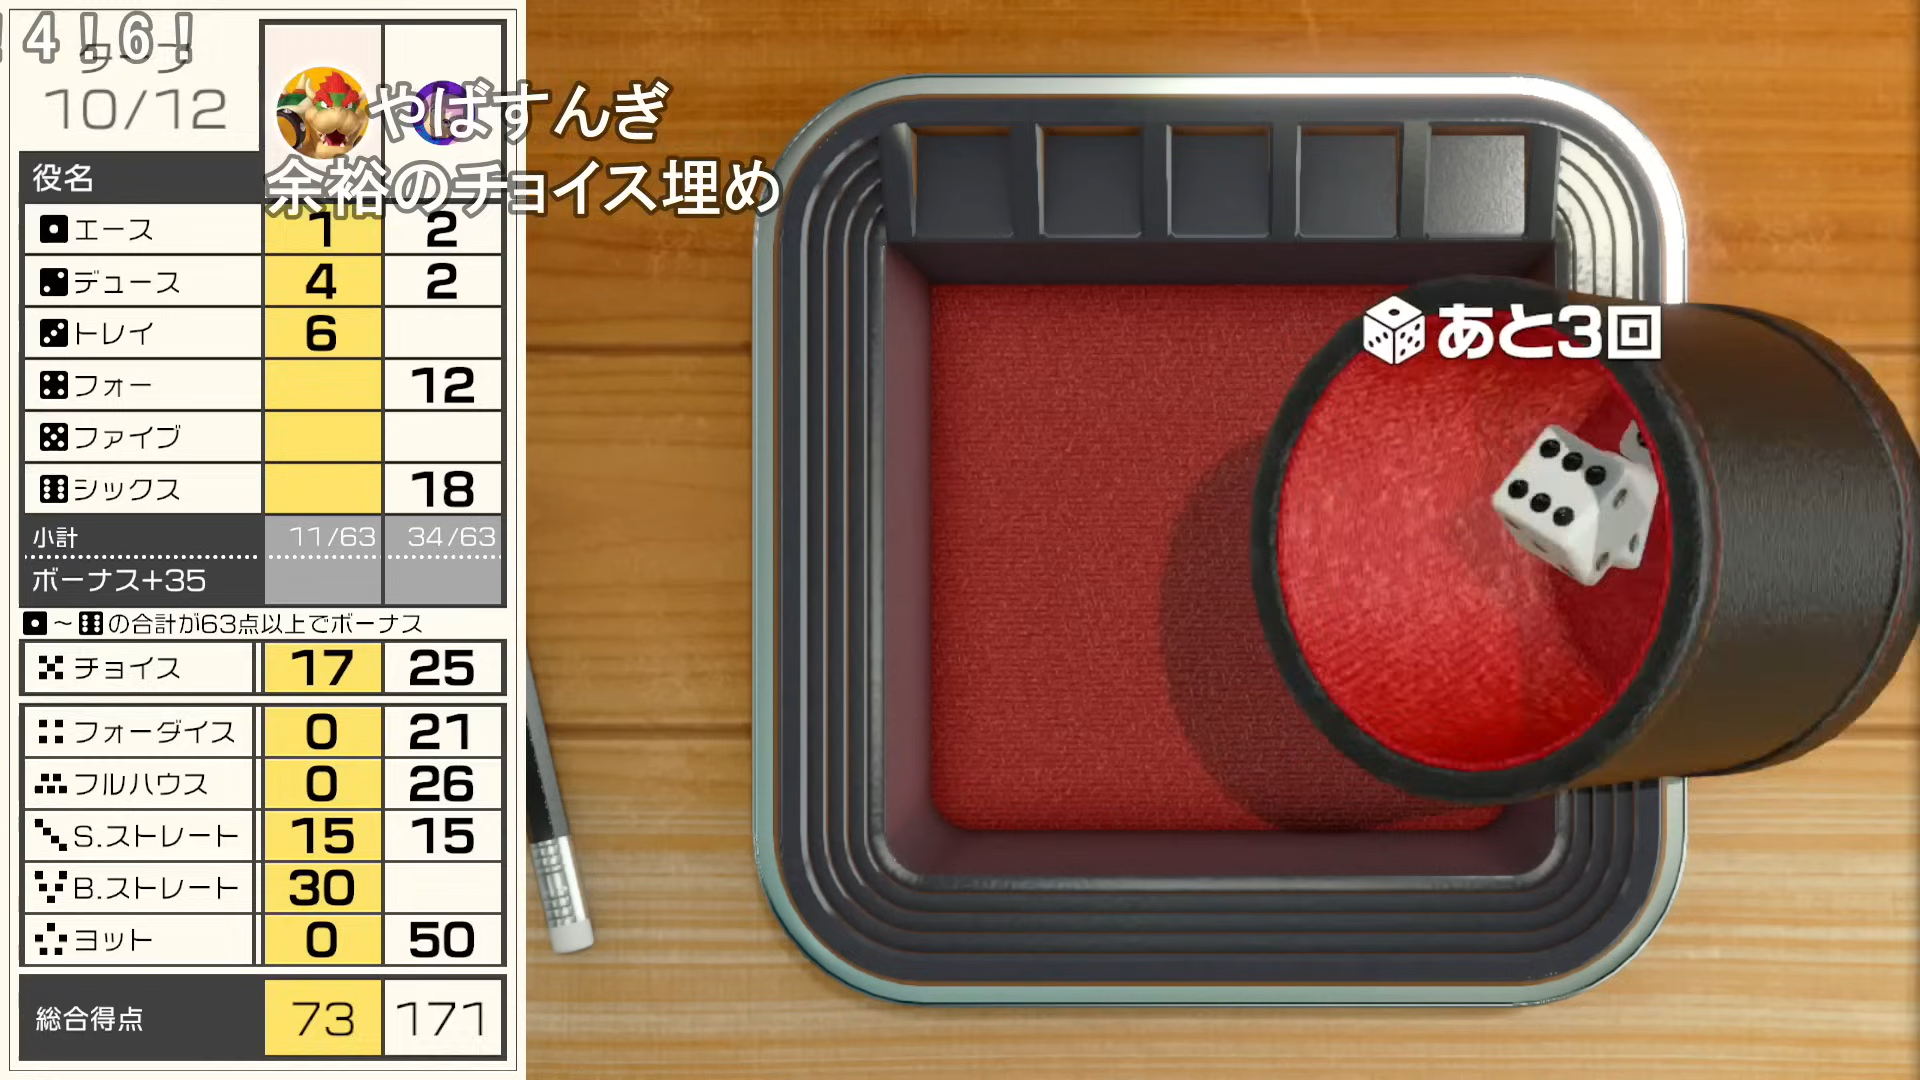 !4!6!
ターン
10/12
やばすんぎ
余裕のチョイス埋め
役名
エース 1 2
デュース 4 2
トレイ 6
フォー 12
ファイブ
シックス 18
小計 11/63 34/63
ボーナス+35
~の合計が63点以上でボーナス
チョイス 17 25
フォーダイス 0 21
フルハウス 0 26
S.ストレート 15 15
B.ストレート 30
ヨット 0 50
総合得点 73 171
あと3回